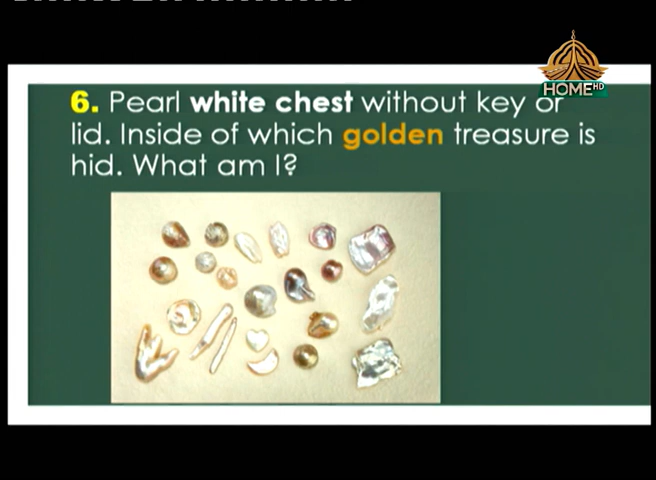 HOME HD
6. Pearl white chest without key or
lid. Inside of which golden treasure is
hid. What am I?